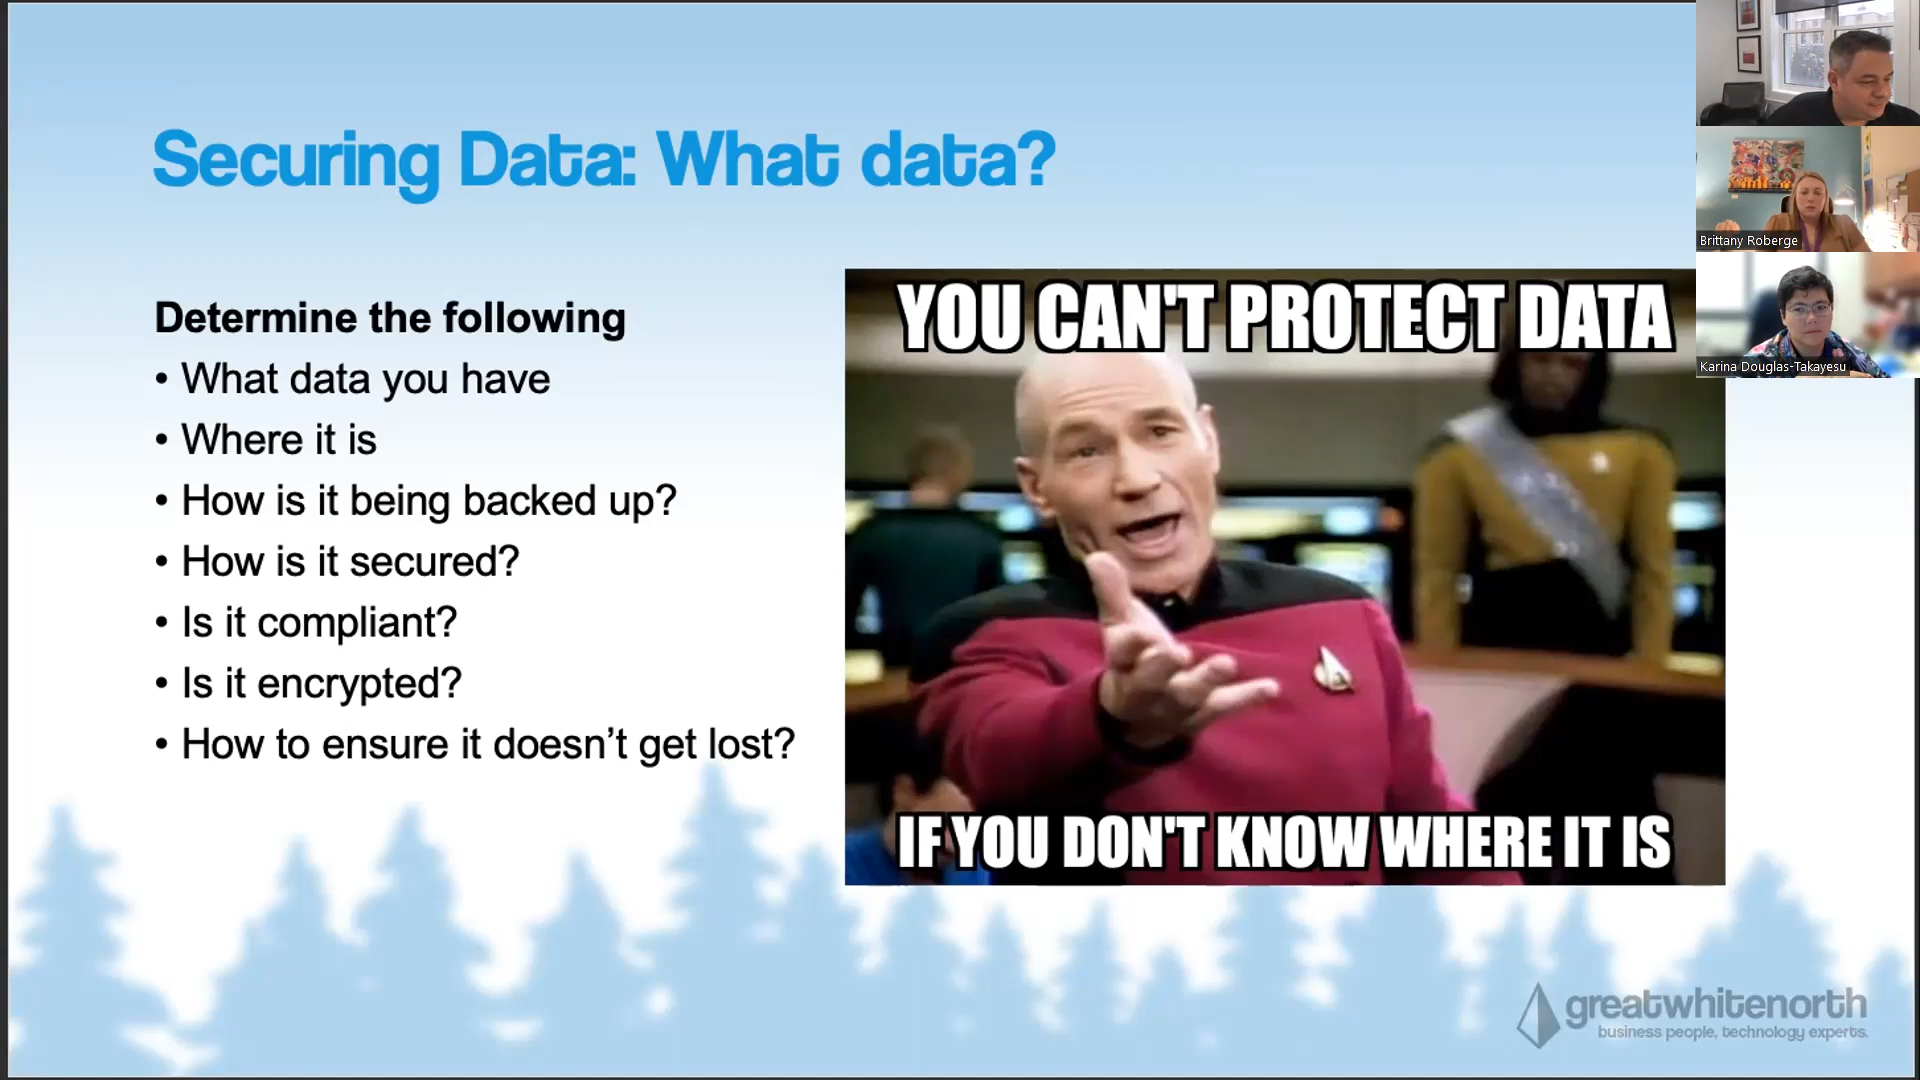 Securing Data: What data?
Determine the following
• What data you have
• Where it is
• How is it being backed up?
• How is it secured?
• Is it compliant?
• Is it encrypted?
• How to ensure it doesn’t get lost?
YOU CAN'T PROTECT DATA
IF YOU DON'T KNOW WHERE IT IS
Brittany Roberge
Karina Douglas-Takayesu
greatwhitenorth
business people, technology experts.